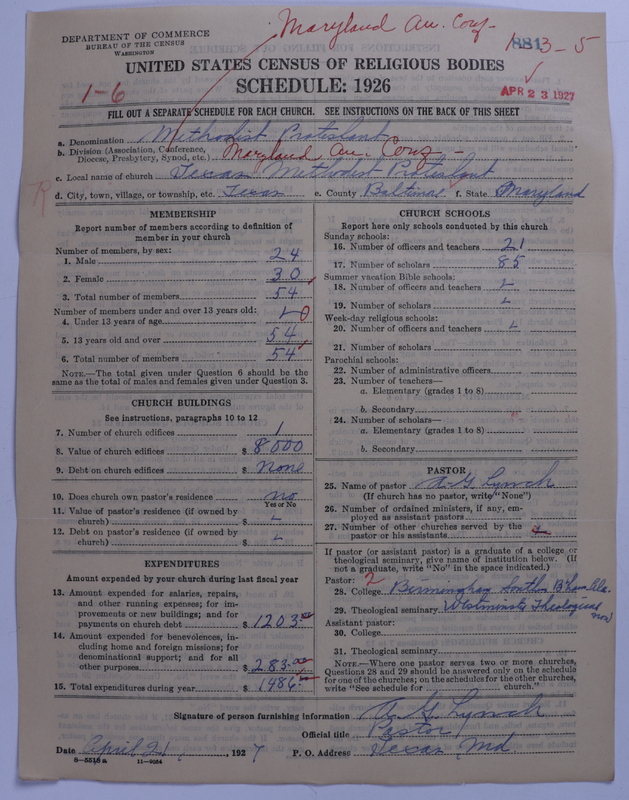 Maryland An. Conf.
DEPARTMENT OF COMMERCE
BUREAU OF THE CENSUS
WASHINGTON
1813-5
UNITED STATES CENSUS OF RELIGIOUS BODIES
SCHEDULE: 1926
1-6
APR 23 1927
FILL OUT A SEPARATE SCHEDULE FOR EACH CHURCH. SEE INSTRUCTIONS ON THE BACK OF THIS SHEET
a. Denomination Methodist Protestant
b. Division (Association, Conference, Diocese, Presbytery, Synod, etc.) Maryland An. Conf.
c. Local name of church Texas Methodist Protestant
d. City, town, village, or township, etc. Texas e. County Baltimore f. State Maryland
MEMBERSHIP
Report number of members according to definition of
member in your church
Number of members, by sex:
1. Male 24
2. Female 30
3. Total number of members 54
Number of members under and over 13 years old:
4. Under 13 years of age 0
5. 13 years old and over 54
6. Total number of members 54
NOTE.—The total given under Question 6 should be
same as the total of males and females given under Question 3.
CHURCH BUILDINGS
See instructions, paragraphs 10 to 12
7. Number of church edifices 1
8. Value of church edifices $ 8000
9. Debt on church edifices $ None
10. Does church own pastor's residence no
Yes or No
11. Value of pastor's residence (if owned by
church) $
12. Debt on pastor's residence (if owned by
church) $
EXPENDITURES
Amount expended by your church during last fiscal year
13. Amount expended for salaries, repairs,
and other running expenses; for im-
provements or new buildings; and for
payments on church debt $ 1203.00
14. Amount expended for benevolences, in-
cluding home and foreign missions; for
denominational support; and for all
other purposes $ 283.00
15. Total expenditures during year $ 1486.
CHURCH SCHOOLS
Report here only schools conducted by this church
Sunday schools:
16. Number of officers and teachers 21
17. Number of scholars 85
Summer vacation Bible schools:
18. Number of officers and teachers
19. Number of scholars
Week-day religious schools:
20. Number of officers and teachers
21. Number of scholars
Parochial schools:
22. Number of administrative officers
23. Number of teachers—
a. Elementary (grades 1 to 8)
b. Secondary
24. Number of scholars—
a. Elementary (grades 1 to 8)
b. Secondary
PASTOR
25. Name of pastor A. G. Lynch
(If church has no pastor, write "None")
26. Number of ordained ministers, if any, em-
ployed as assistant pastors
27. Number of other churches served by the
pastor or his assistants
If pastor (or assistant pastor) is a graduate of a college or
theological seminary, give name of institution below. (If
not a graduate, write "No" in the space indicated.)
Pastor: 2
28. College Birmingham Southern B'ham Ala.
29. Theological seminary Westminster Theological
Assistant pastor:
30. College
31. Theological seminary
NOTE.—Where one pastor serves two or more churches,
Questions 28 and 29 should be answered only on the schedule
for one of the churches; on the schedules for the other churches,
write "See schedule for church."
Signature of person furnishing information A. G. Lynch
Official title Pastor
Date April 21, 1927 P. O. Address Texas Md.
8-5518a 11-9264